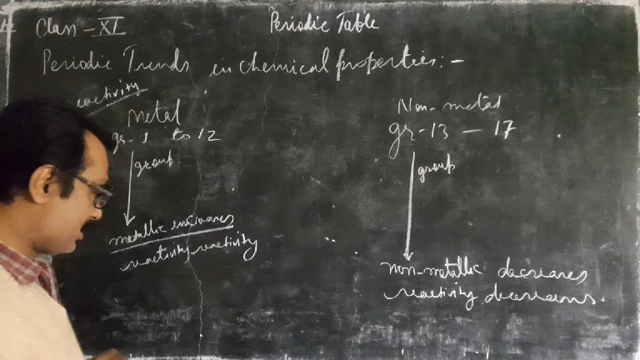 Class - XI
Periodic Table
Periodic Trends in chemical properties :-
reactivity
metal
gr- 1 to 12
group
metallic increases
reactivity reactivity
Non-metal
gr-13 — 17
group
non-metallic decreases
reactivity decreases.